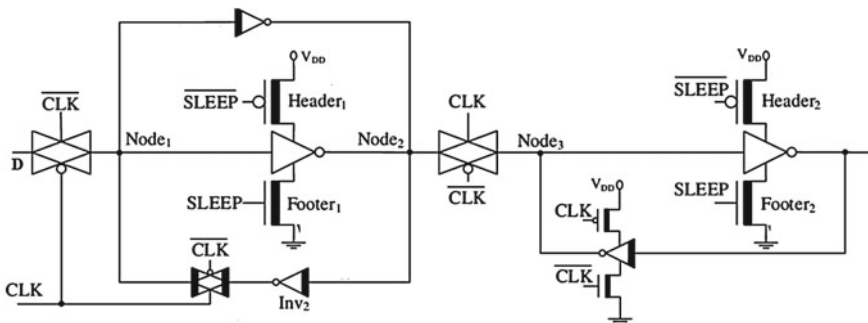 V_DD
V_DD
CLK̅
SLEEP̅
Header₁
CLK
SLEEP̅
Header₂
Node₁
Node₂
Node₃
D
SLEEP
Footer₁
CLK̅
V_DD
CLK
SLEEP
Footer₂
CLK̅
CLK
Inv₂
CLK̅